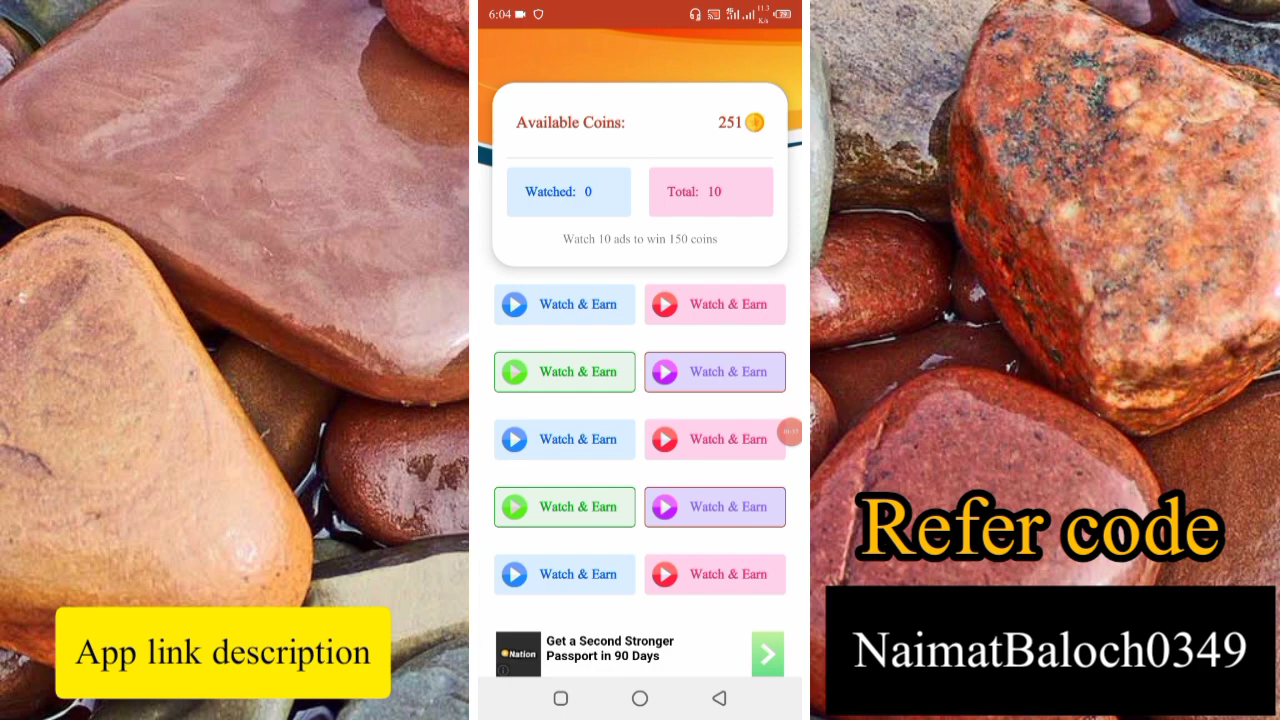 6:04
11.3
K/s
Available Coins: 251
Watched: 0
Total: 10
Watch 10 ads to win 150 coins
Watch & Earn
Watch & Earn
Watch & Earn
Watch & Earn
Watch & Earn
Watch & Earn
Watch & Earn
Watch & Earn
Watch & Earn
Watch & Earn
Nation
Get a Second Stronger
Passport in 90 Days
App link description
Refer code
NaimatBaloch0349